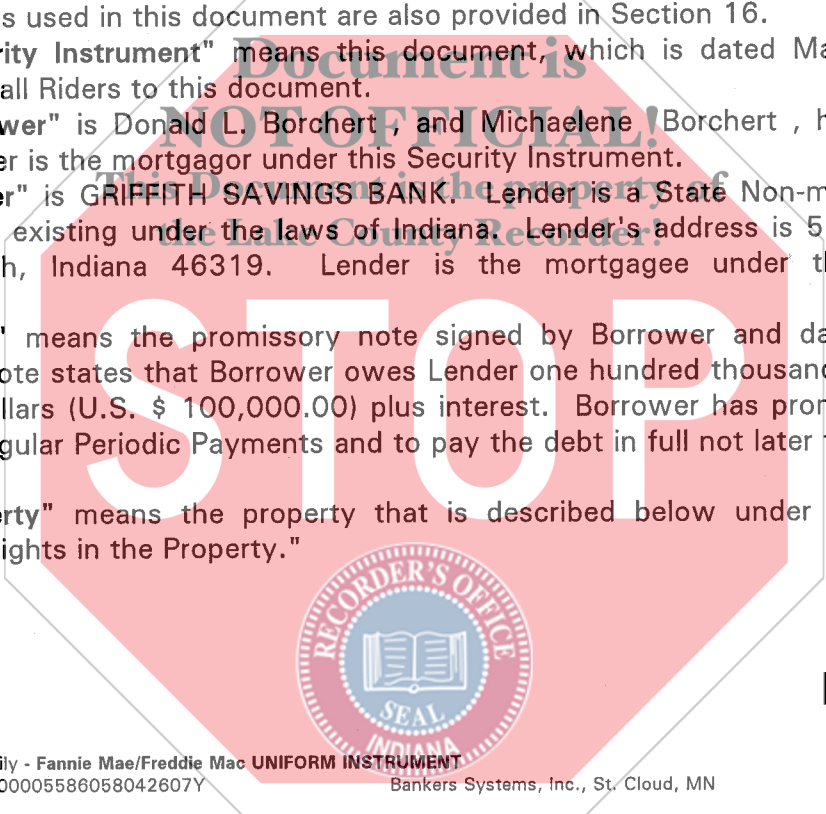 s used in this document are also provided in Section 16.
rity Instrument" means this document, which is dated Ma
all Riders to this document.
wer" is Donald L. Borchert , and Michaelene Borchert , h
er is the mortgagor under this Security Instrument.
er" is GRIFFITH SAVINGS BANK. Lender is a State Non-m
existing under the laws of Indiana. Lender's address is 5
h, Indiana 46319. Lender is the mortgagee under th
" means the promissory note signed by Borrower and da
ote states that Borrower owes Lender one hundred thousand
llars (U.S. $ 100,000.00) plus interest. Borrower has pron
gular Periodic Payments and to pay the debt in full not later t
erty" means the property that is described below under
ights in the Property."
Document is
NOT OFFICIAL!
This Document is the property of
the Lake County Recorder!
STOP
RECORDER'S OFFICE
SEAL
INDIANA
ily - Fannie Mae/Freddie Mac UNIFORM INSTRUMENT
00005586058042607Y
Bankers Systems, Inc., St. Cloud, MN